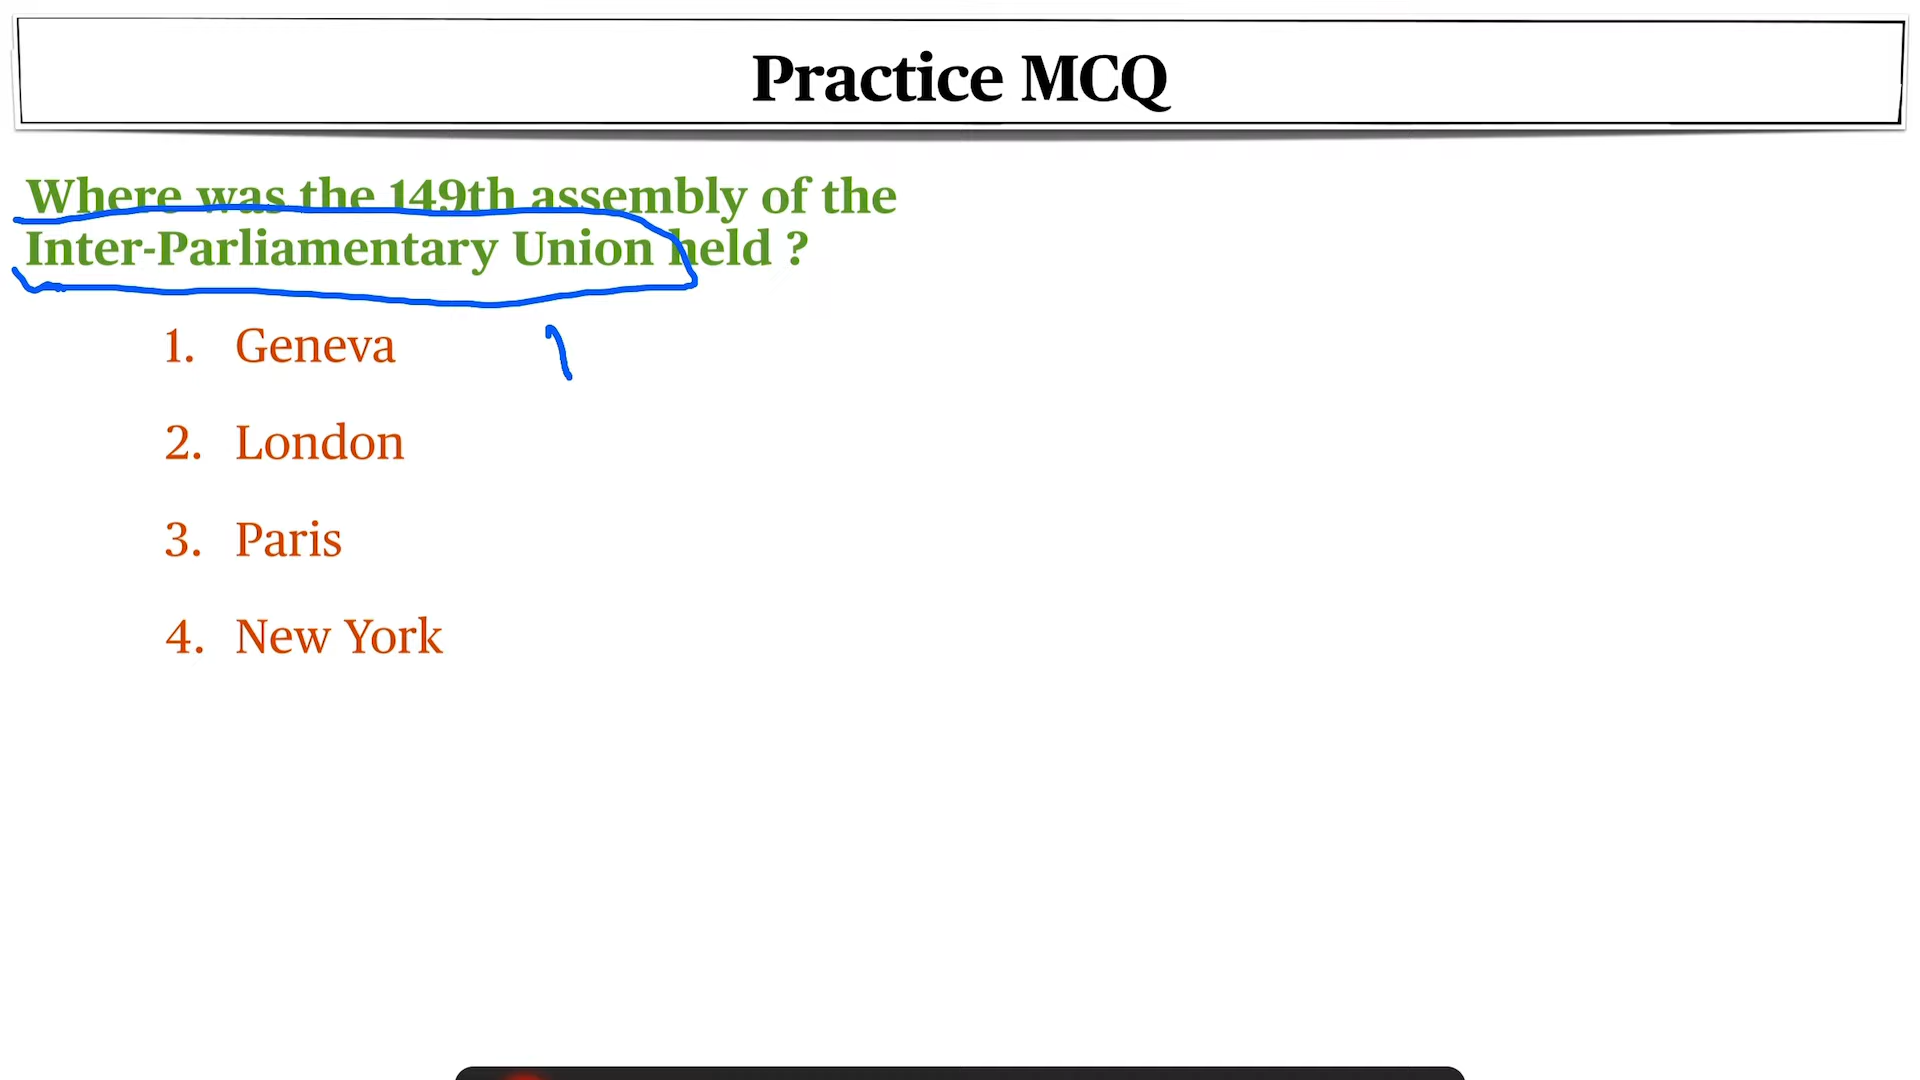 Practice MCQ
Where was the 149th assembly of the
Inter-Parliamentary Union held ?
1. Geneva
2. London
3. Paris
4. New York